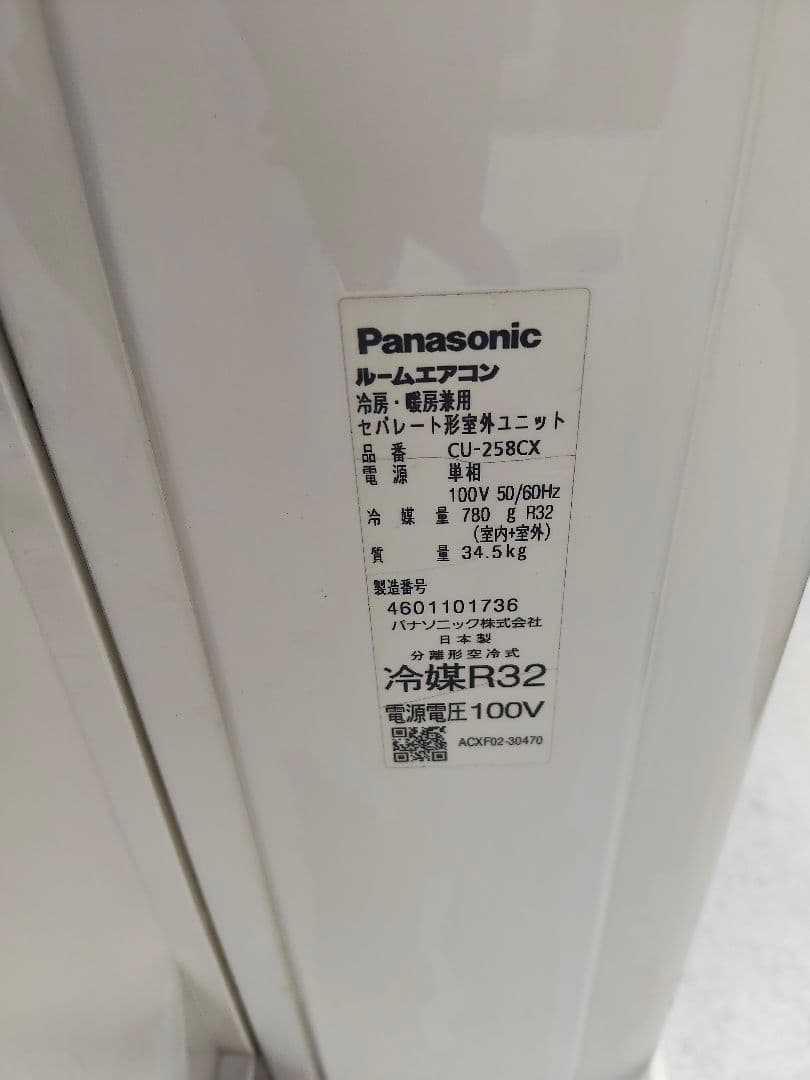 Panasonic
ルームエアコン
冷房・暖房兼用
セパレート形室外ユニット
品番 CU-258CX
電源 単相
100V 50/60Hz
冷媒量 780 g R32
(室内+室外)
質量 34.5kg
製造番号
4601101736
パナソニック株式会社
日本製
分離形空冷式
冷媒R32
電源電圧100V
ACXF02-30470